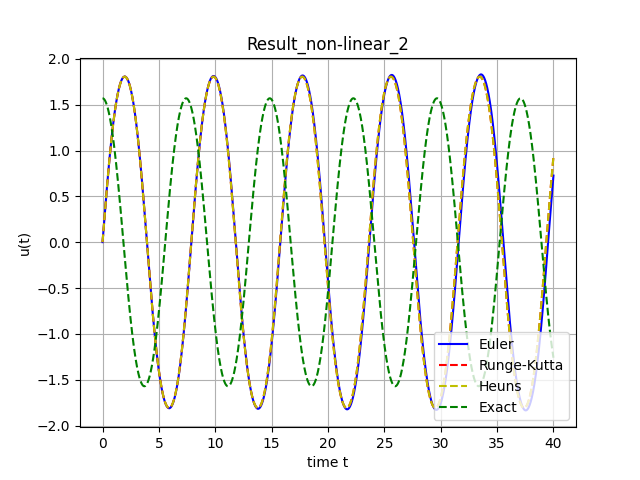 Result_non-linear_2
2.0
1.5
1.0
0.5
0.0
−0.5
−1.0
−1.5
−2.0
u(t)
0 5 10 15 20 25 30 35 40
time t
Euler
Runge-Kutta
Heuns
Exact